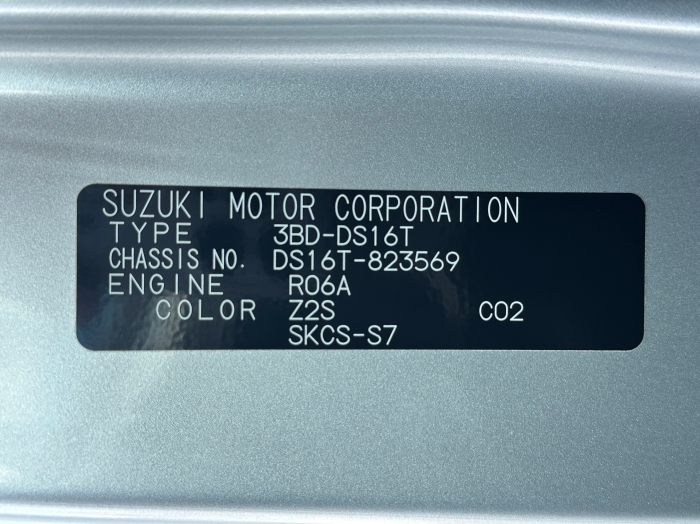 SUZUKI MOTOR CORPORATION
TYPE 3BD-DS16T
CHASSIS NO. DS16T-823569
ENGINE R06A
COLOR Z2S C02
SKCS-S7